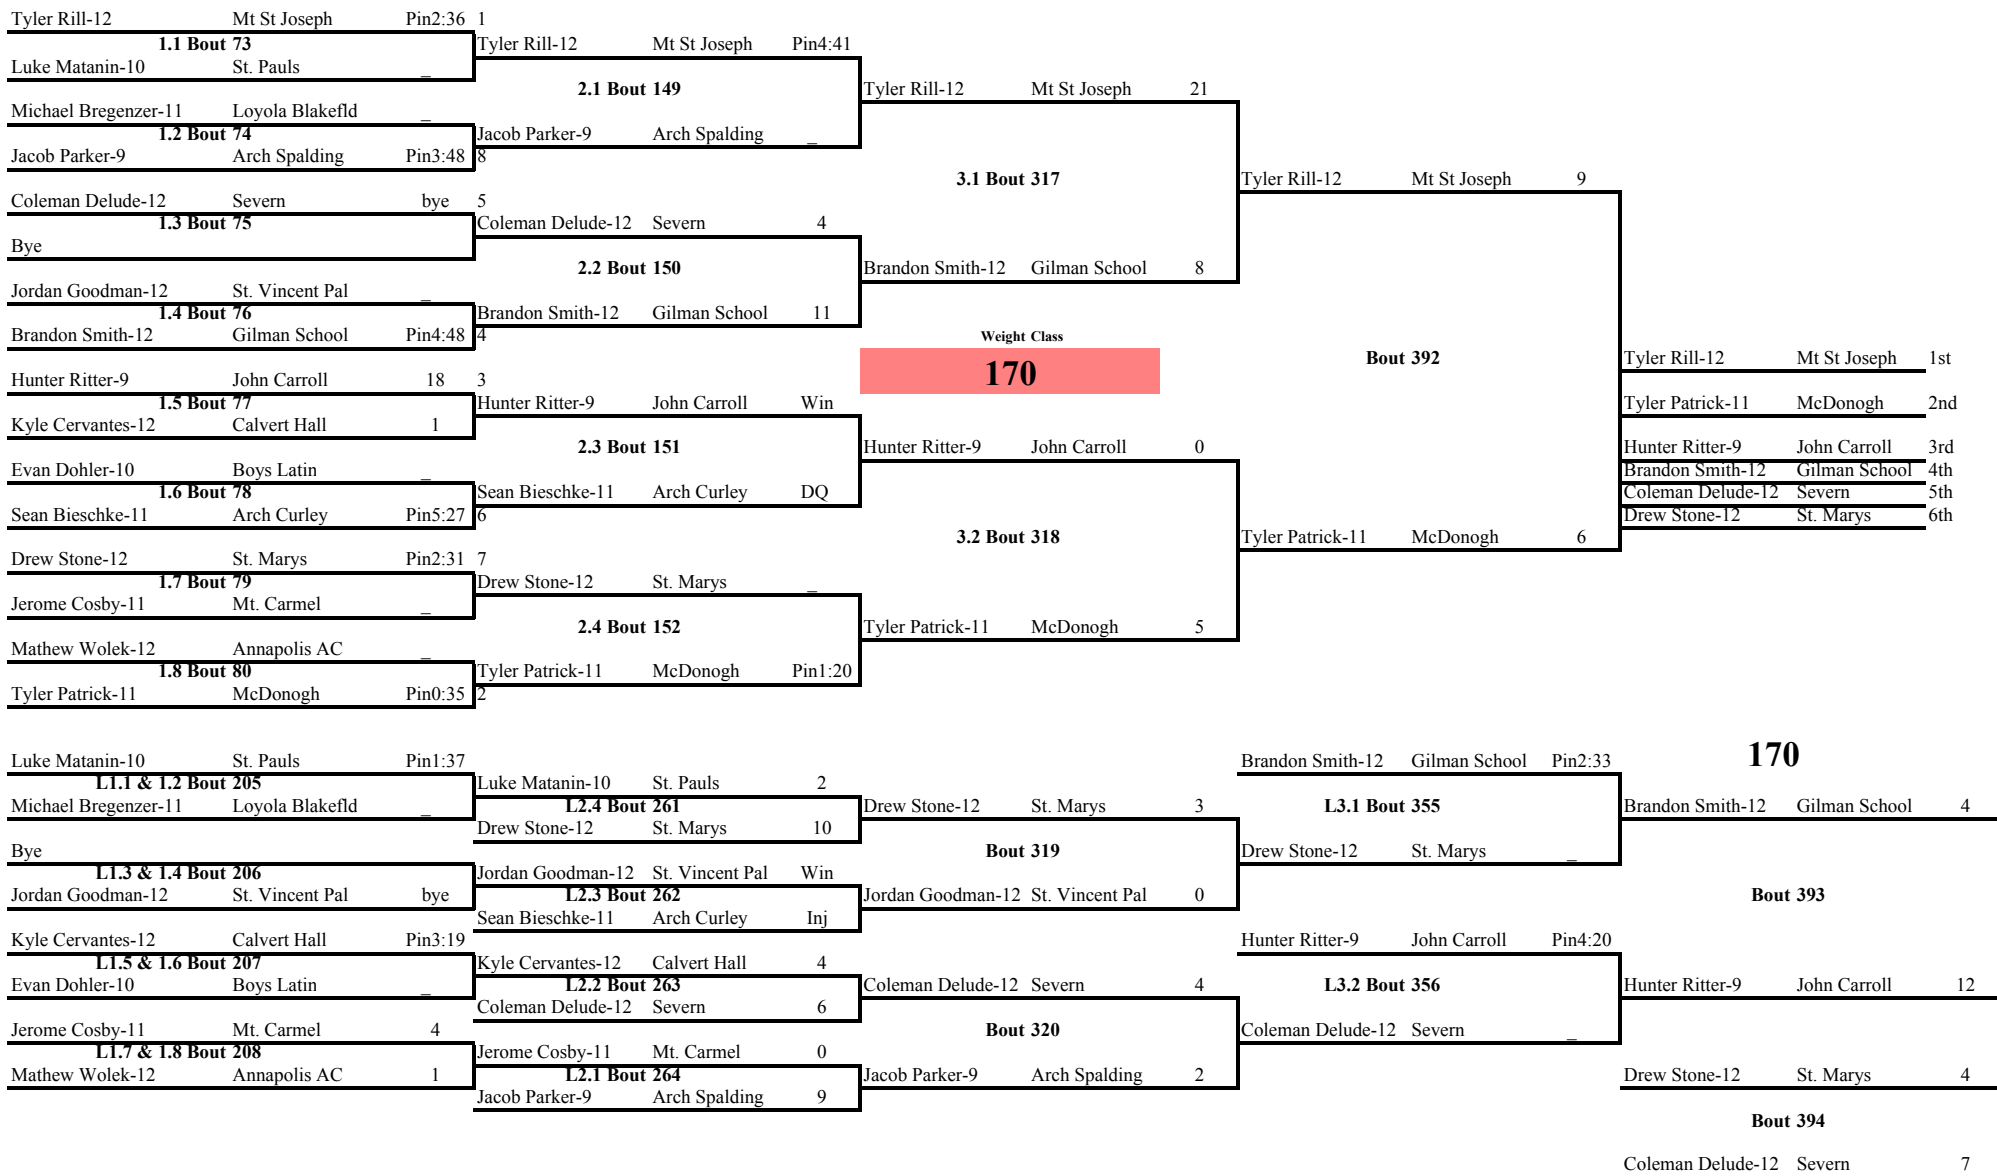 Tyler Rill-12 Mt St Joseph Pin2:36 1
1.1 Bout 73
Luke Matanin-10 St. Pauls _
Michael Bregenzer-11 Loyola Blakefld _
1.2 Bout 74
Jacob Parker-9 Arch Spalding Pin3:48 8
Coleman Delude-12 Severn bye 5
1.3 Bout 75
Bye
Jordan Goodman-12 St. Vincent Pal _
1.4 Bout 76
Brandon Smith-12 Gilman School Pin4:48 4
Hunter Ritter-9 John Carroll 18 3
1.5 Bout 77
Kyle Cervantes-12 Calvert Hall 1
Evan Dohler-10 Boys Latin _
1.6 Bout 78
Sean Bieschke-11 Arch Curley Pin5:27 6
Drew Stone-12 St. Marys Pin2:31 7
1.7 Bout 79
Jerome Cosby-11 Mt. Carmel _
Mathew Wolek-12 Annapolis AC _
1.8 Bout 80
Tyler Patrick-11 McDonogh Pin0:35 2
Tyler Rill-12 Mt St Joseph Pin4:41
2.1 Bout 149
Jacob Parker-9 Arch Spalding _
Coleman Delude-12 Severn 4
2.2 Bout 150
Brandon Smith-12 Gilman School 11
Hunter Ritter-9 John Carroll Win
2.3 Bout 151
Sean Bieschke-11 Arch Curley DQ
Drew Stone-12 St. Marys _
2.4 Bout 152
Tyler Patrick-11 McDonogh Pin1:20
Tyler Rill-12 Mt St Joseph 21
3.1 Bout 317
Brandon Smith-12 Gilman School 8
Weight Class
170
Hunter Ritter-9 John Carroll 0
3.2 Bout 318
Tyler Patrick-11 McDonogh 5
Tyler Rill-12 Mt St Joseph 9
Bout 392
Tyler Patrick-11 McDonogh 6
Tyler Rill-12 Mt St Joseph 1st
Tyler Patrick-11 McDonogh 2nd
Hunter Ritter-9 John Carroll 3rd
Brandon Smith-12 Gilman School 4th
Coleman Delude-12 Severn 5th
Drew Stone-12 St. Marys 6th
Luke Matanin-10 St. Pauls Pin1:37
L1.1 & 1.2 Bout 205
Michael Bregenzer-11 Loyola Blakefld _
Bye
L1.3 & 1.4 Bout 206
Jordan Goodman-12 St. Vincent Pal bye
Kyle Cervantes-12 Calvert Hall Pin3:19
L1.5 & 1.6 Bout 207
Evan Dohler-10 Boys Latin _
Jerome Cosby-11 Mt. Carmel 4
L1.7 & 1.8 Bout 208
Mathew Wolek-12 Annapolis AC 1
Luke Matanin-10 St. Pauls 2
L2.4 Bout 261
Drew Stone-12 St. Marys 10
Jordan Goodman-12 St. Vincent Pal Win
L2.3 Bout 262
Sean Bieschke-11 Arch Curley Inj
Kyle Cervantes-12 Calvert Hall 4
L2.2 Bout 263
Coleman Delude-12 Severn 6
Jerome Cosby-11 Mt. Carmel 0
L2.1 Bout 264
Jacob Parker-9 Arch Spalding 9
Drew Stone-12 St. Marys 3
Bout 319
Jordan Goodman-12 St. Vincent Pal 0
Coleman Delude-12 Severn 4
Bout 320
Jacob Parker-9 Arch Spalding 2
Brandon Smith-12 Gilman School Pin2:33
L3.1 Bout 355
Drew Stone-12 St. Marys _
Hunter Ritter-9 John Carroll Pin4:20
L3.2 Bout 356
Coleman Delude-12 Severn _
170
Brandon Smith-12 Gilman School 4
Bout 393
Hunter Ritter-9 John Carroll 12
Drew Stone-12 St. Marys 4
Bout 394
Coleman Delude-12 Severn 7